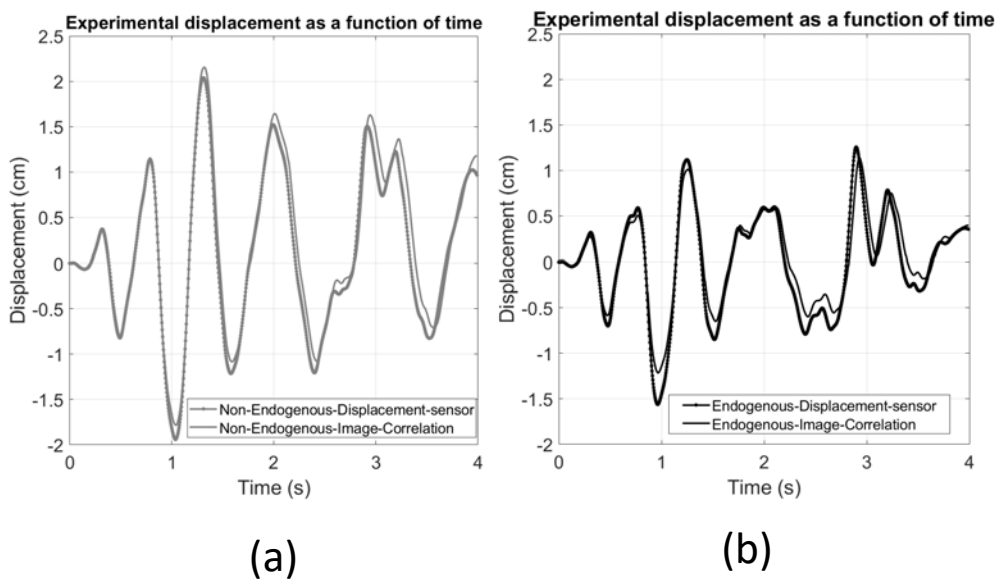 Experimental displacement as a function of time
2.5
2
1.5
1
0.5
0
-0.5
-1
-1.5
-2
Displacement (cm)
Non-Endogenous-Displacement-sensor
Non-Endogenous-Image-Correlation
0 1 2 3 4
Time (s)
(a)
Experimental displacement as a function of time
2.5
2
1.5
1
0.5
0
-0.5
-1
-1.5
-2
Displacement (cm)
Endogenous-Displacement-sensor
Endogenous-Image-Correlation
0 1 2 3 4
Time (s)
(b)